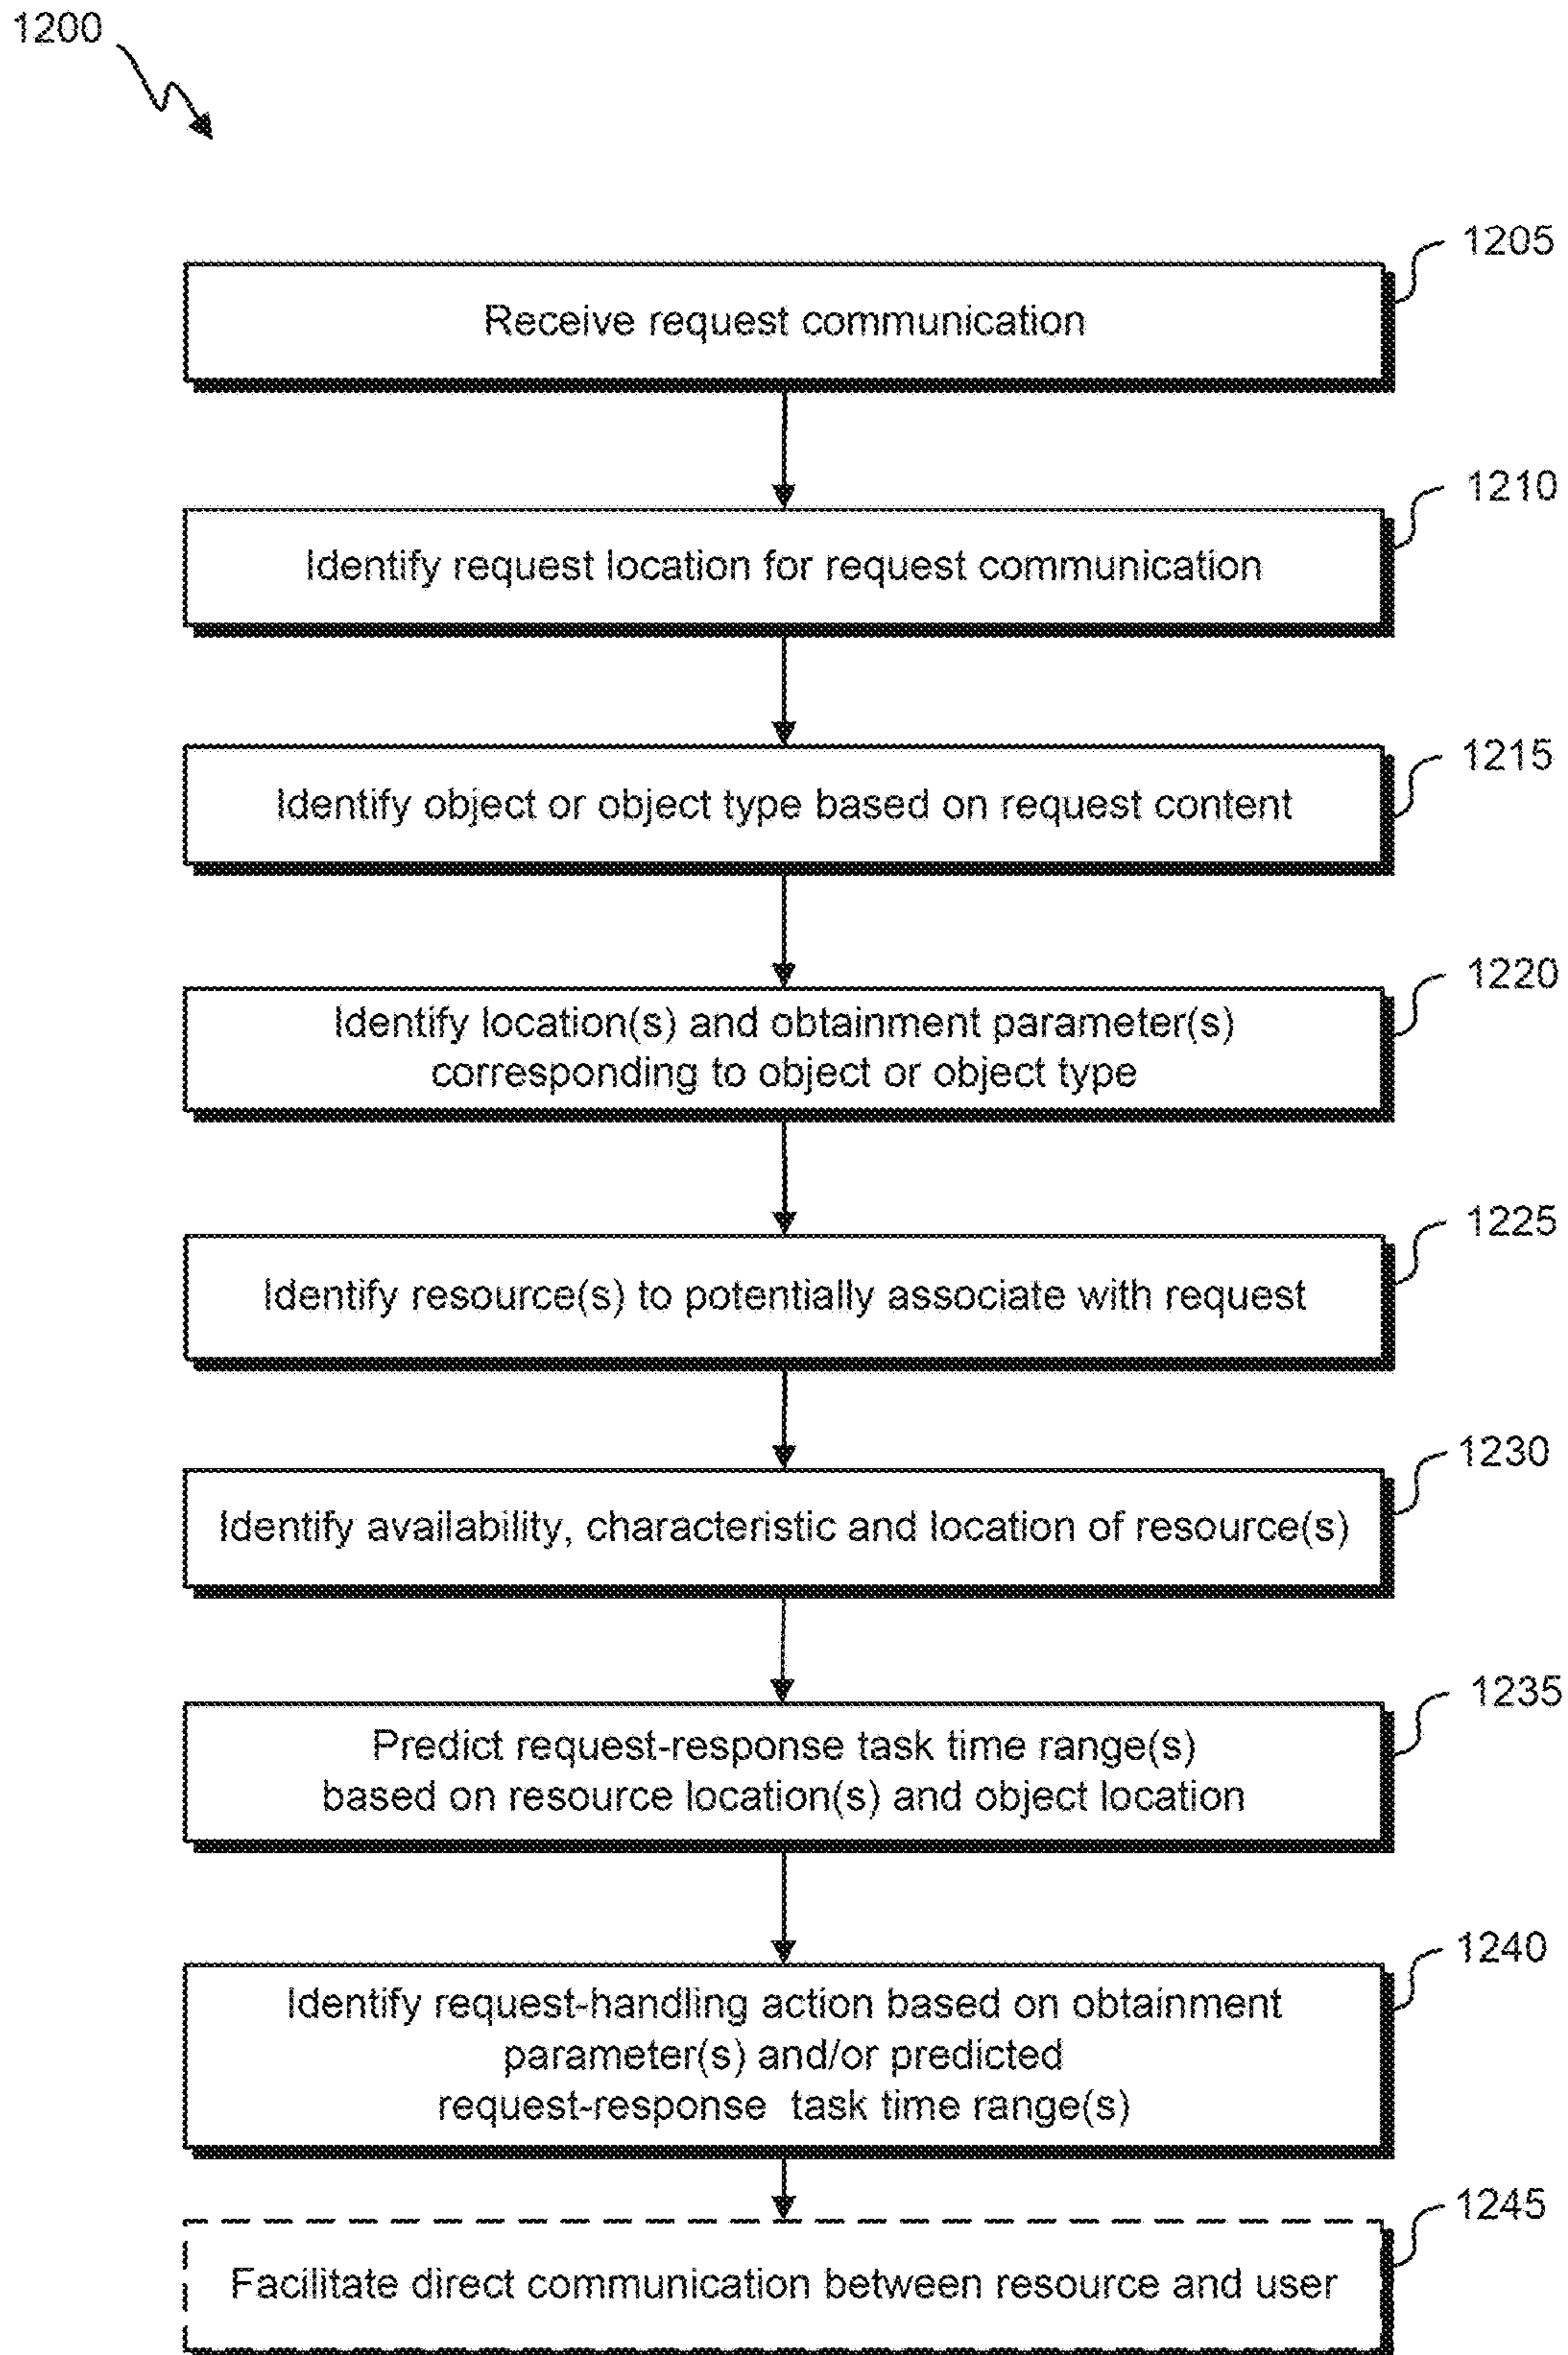 1200
1205
Receive request communication
1210
Identify request location for request communication
1215
Identify object or object type based on request content
1220
Identify location(s) and obtainment parameter(s)
corresponding to object or object type
1225
Identify resource(s) to potentially associate with request
1230
Identify availability, characteristic and location of resource(s)
1235
Predict request-response task time range(s)
based on resource location(s) and object location
1240
Identify request-handling action based on obtainment
parameter(s) and/or predicted
request-response task time range(s)
1245
Facilitate direct communication between resource and user